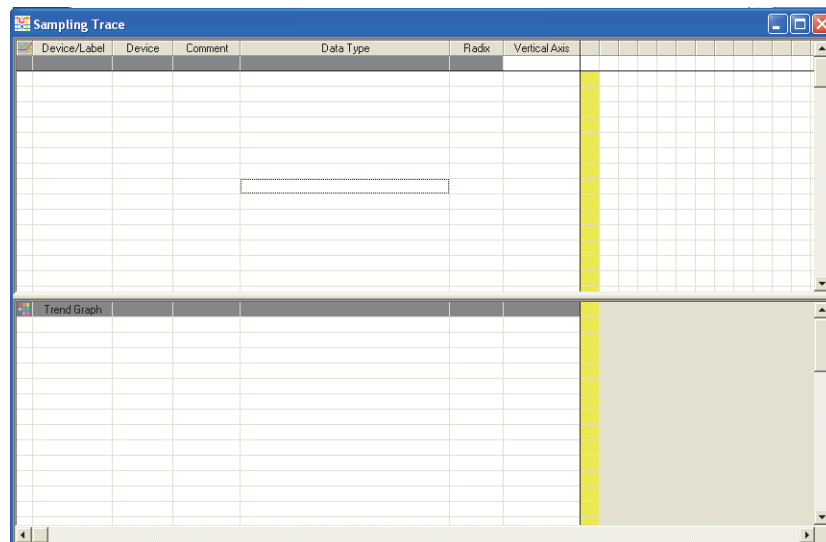 Sampling Trace
Device/Label Device Comment Data Type Radix Vertical Axis
Trend Graph